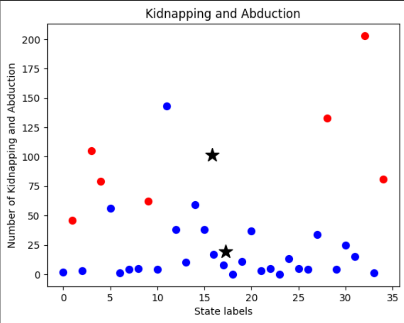 Kidnapping and Abduction
Number of Kidnapping and Abduction
200
175
150
125
100
75
50
25
0
0 5 10 15 20 25 30 35
State labels